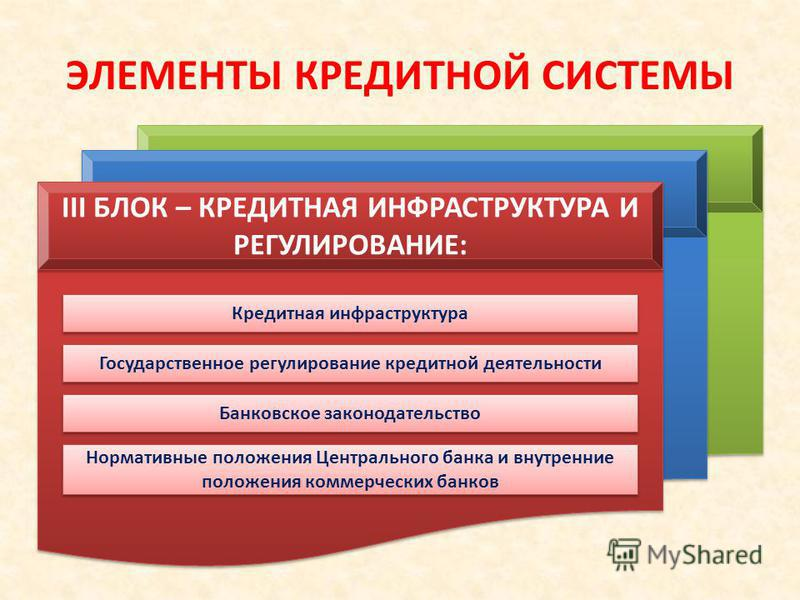 ЭЛЕМЕНТЫ КРЕДИТНОЙ СИСТЕМЫ
III БЛОК – КРЕДИТНАЯ ИНФРАСТРУКТУРА И
РЕГУЛИРОВАНИЕ:
Кредитная инфраструктура
Государственное регулирование кредитной деятельности
Банковское законодательство
Нормативные положения Центрального банка и внутренние
положения коммерческих банков
MyShared